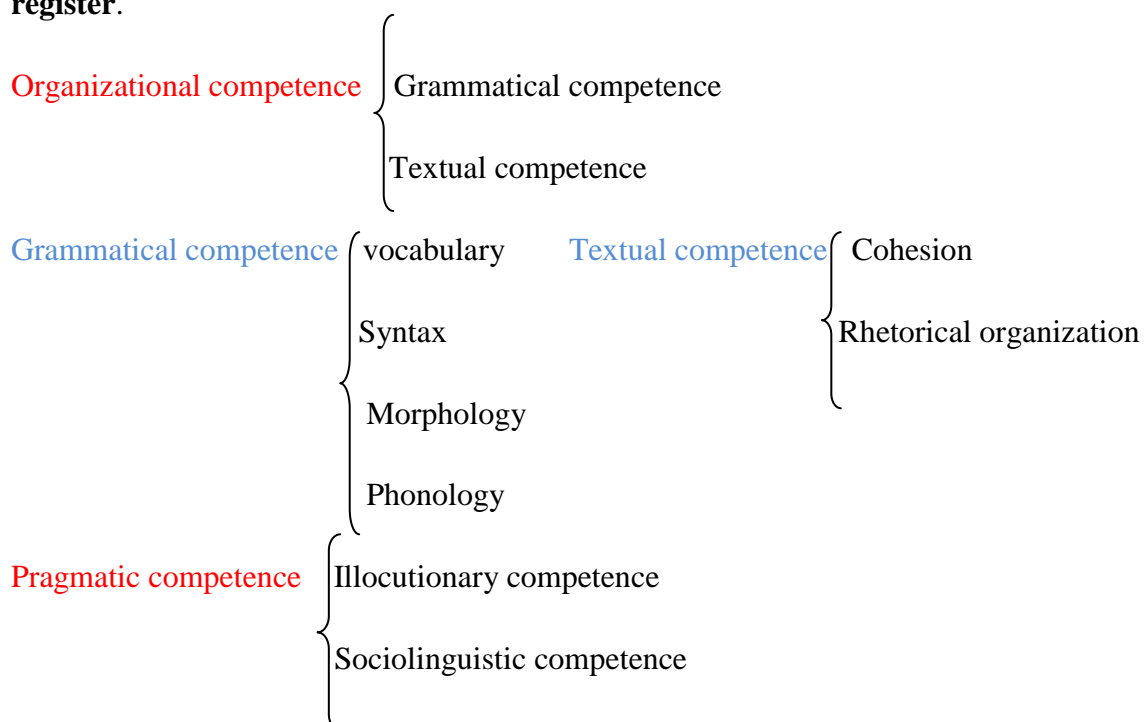 register.
Organizational competence Grammatical competence
Textual competence
Grammatical competence vocabulary Textual competence Cohesion
Syntax Rhetorical organization
Morphology
Phonology
Pragmatic competence Illocutionary competence
Sociolinguistic competence